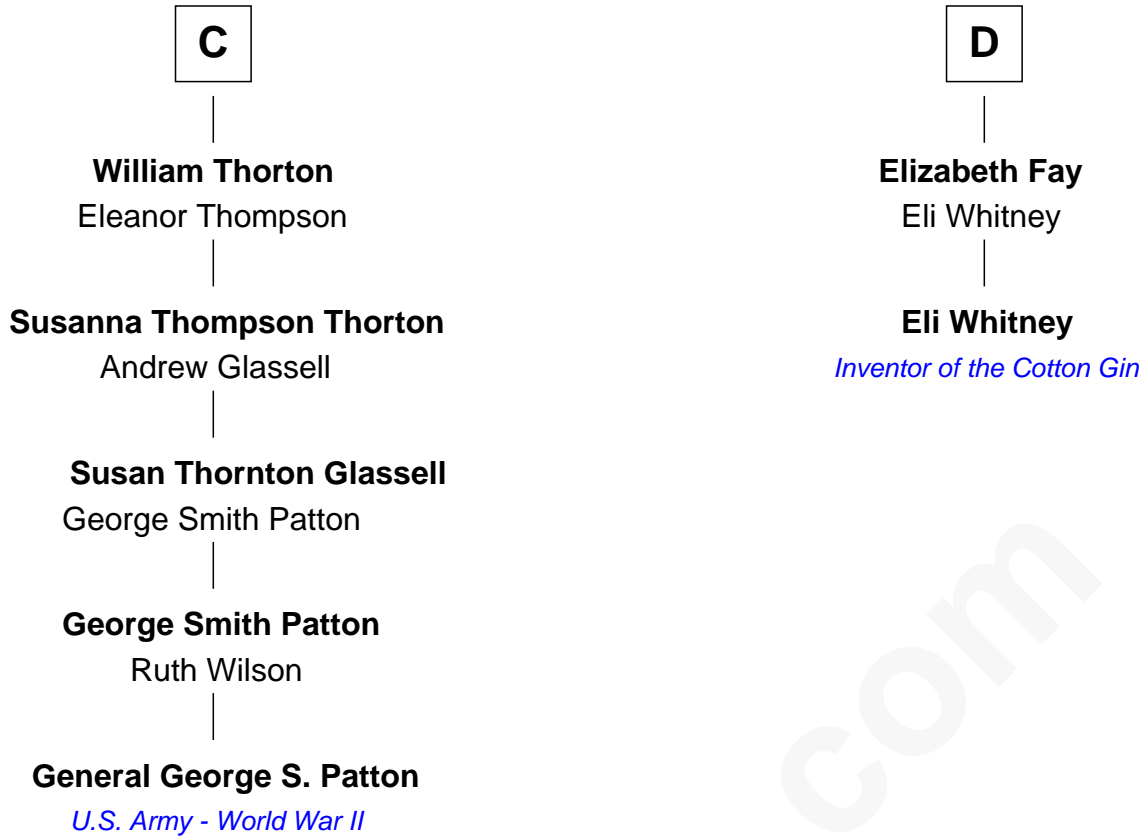 C
William Thorton
Eleanor Thompson
Susanna Thompson Thorton
Andrew Glassell
Susan Thornton Glassell
George Smith Patton
George Smith Patton
Ruth Wilson
General George S. Patton
U.S. Army - World War II
D
Elizabeth Fay
Eli Whitney
Eli Whitney
Inventor of the Cotton Gin
com